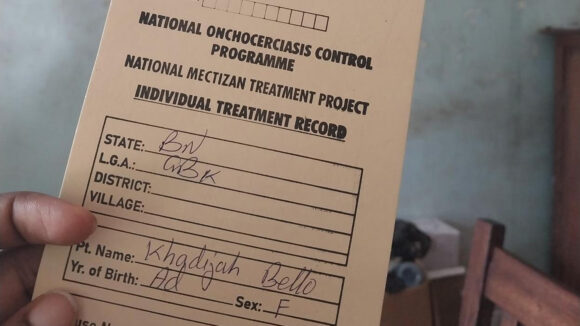 NATIONAL ONCHOCERCIASIS CONTROL
PROGRAMME
NATIONAL MECTIZAN TREATMENT PROJECT
INDIVIDUAL TREATMENT RECORD
STATE: BN
L.G.A.: GBK
DISTRICT:
VILLAGE:
Pt. Name: Khadijah Bello
Yr. of Birth: Ad Sex: F